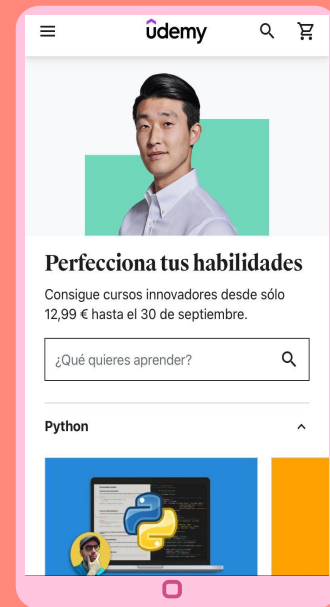 ûdemy
Perfecciona tus habilidades
Consigue cursos innovadores desde sólo
12,99 € hasta el 30 de septiembre.
¿Qué quieres aprender?
Python